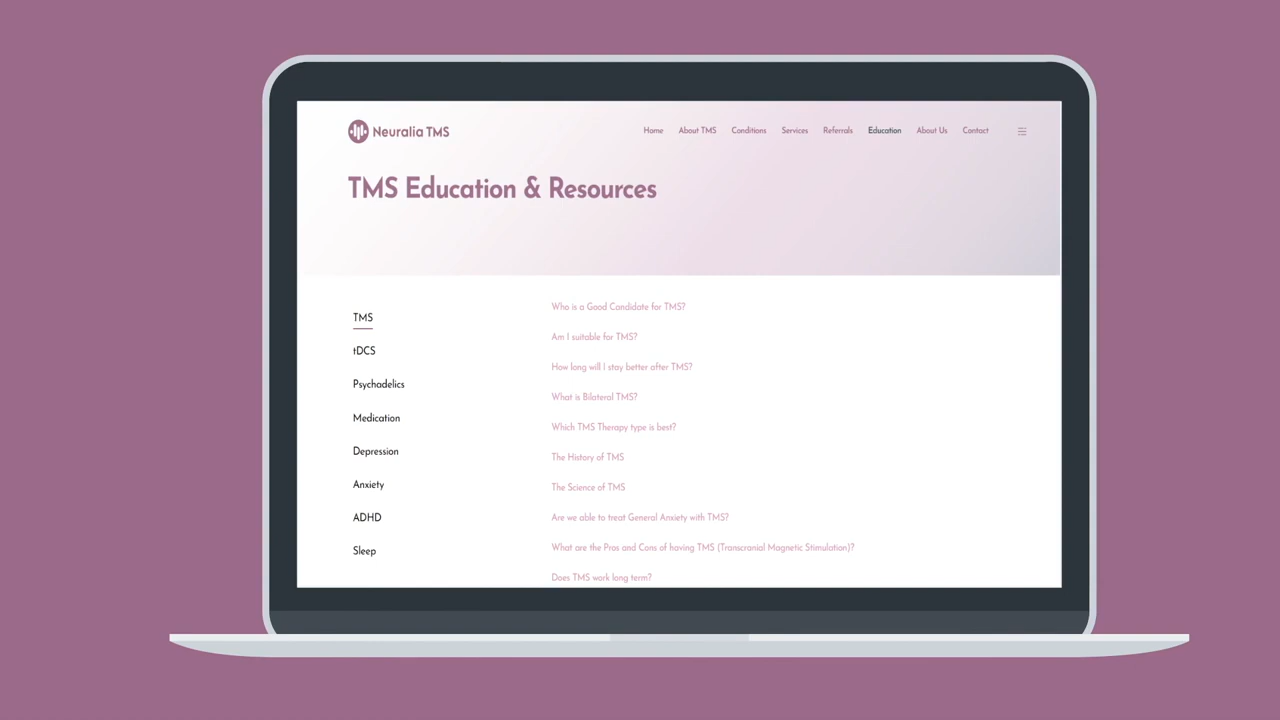 Neuralia TMS
Home About TMS Conditions Services Referrals Education About Us Contact
TMS Education & Resources
TMS
tDCS
Psychadelics
Medication
Depression
Anxiety
ADHD
Sleep
Who is a Good Candidate for TMS?
Am I suitable for TMS?
How long will I stay better after TMS?
What is Bilateral TMS?
Which TMS Therapy type is best?
The History of TMS
The Science of TMS
Are we able to treat General Anxiety with TMS?
What are the Pros and Cons of having TMS (Transcranial Magnetic Stimulation)?
Does TMS work long term?